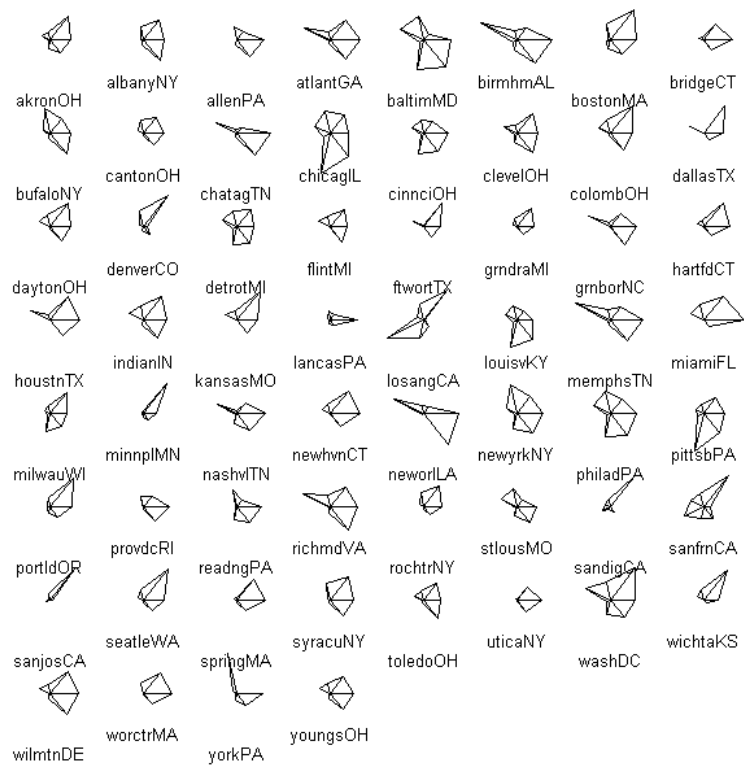 akronOH
albanyNY
allenPA
atlantGA
baltimMD
birmhmAL
bostonMA
bridgeCT
bufaloNY
cantonOH
chatagTN
chicagIL
cinnciOH
clevelOH
colombOH
dallasTX
daytonOH
denverCO
detrotMI
flintMI
ftwortTX
grndraMI
grnborNC
hartfdCT
houstnTX
indianIN
kansasMO
lancasPA
losangCA
louisvKY
memphsTN
miamiFL
milwauWI
minnplMN
nashvlTN
newhvnCT
neworlLA
newyrkNY
philadPA
pittsbPA
portldOR
provdcRI
readngPA
richmdVA
rochtrNY
stlousMO
sandigCA
sanfrnCA
sanjosCA
seatleWA
springMA
syracuNY
toledoOH
uticaNY
washDC
wichtaKS
wilmtnDE
worctrMA
yorkPA
youngsOH